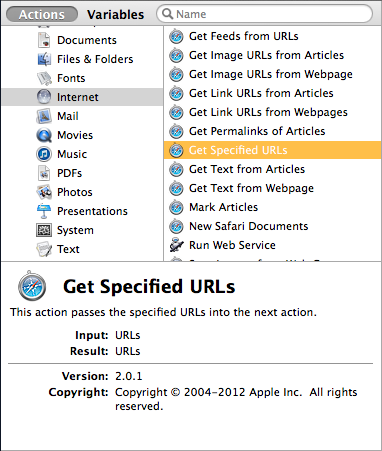 Actions Variables Name
Documents
Files & Folders
Fonts
Internet
Mail
Movies
Music
PDFs
Photos
Presentations
System
Text
Get Feeds from URLs
Get Image URLs from Articles
Get Image URLs from Webpage
Get Link URLs from Articles
Get Link URLs from Webpages
Get Permalinks of Articles
Get Specified URLs
Get Text from Articles
Get Text from Webpage
Mark Articles
New Safari Documents
Run Web Service
Get Specified URLs
This action passes the specified URLs into the next action.
Input: URLs
Result: URLs
Version: 2.0.1
Copyright: Copyright © 2004–2012 Apple Inc. All rights
reserved.